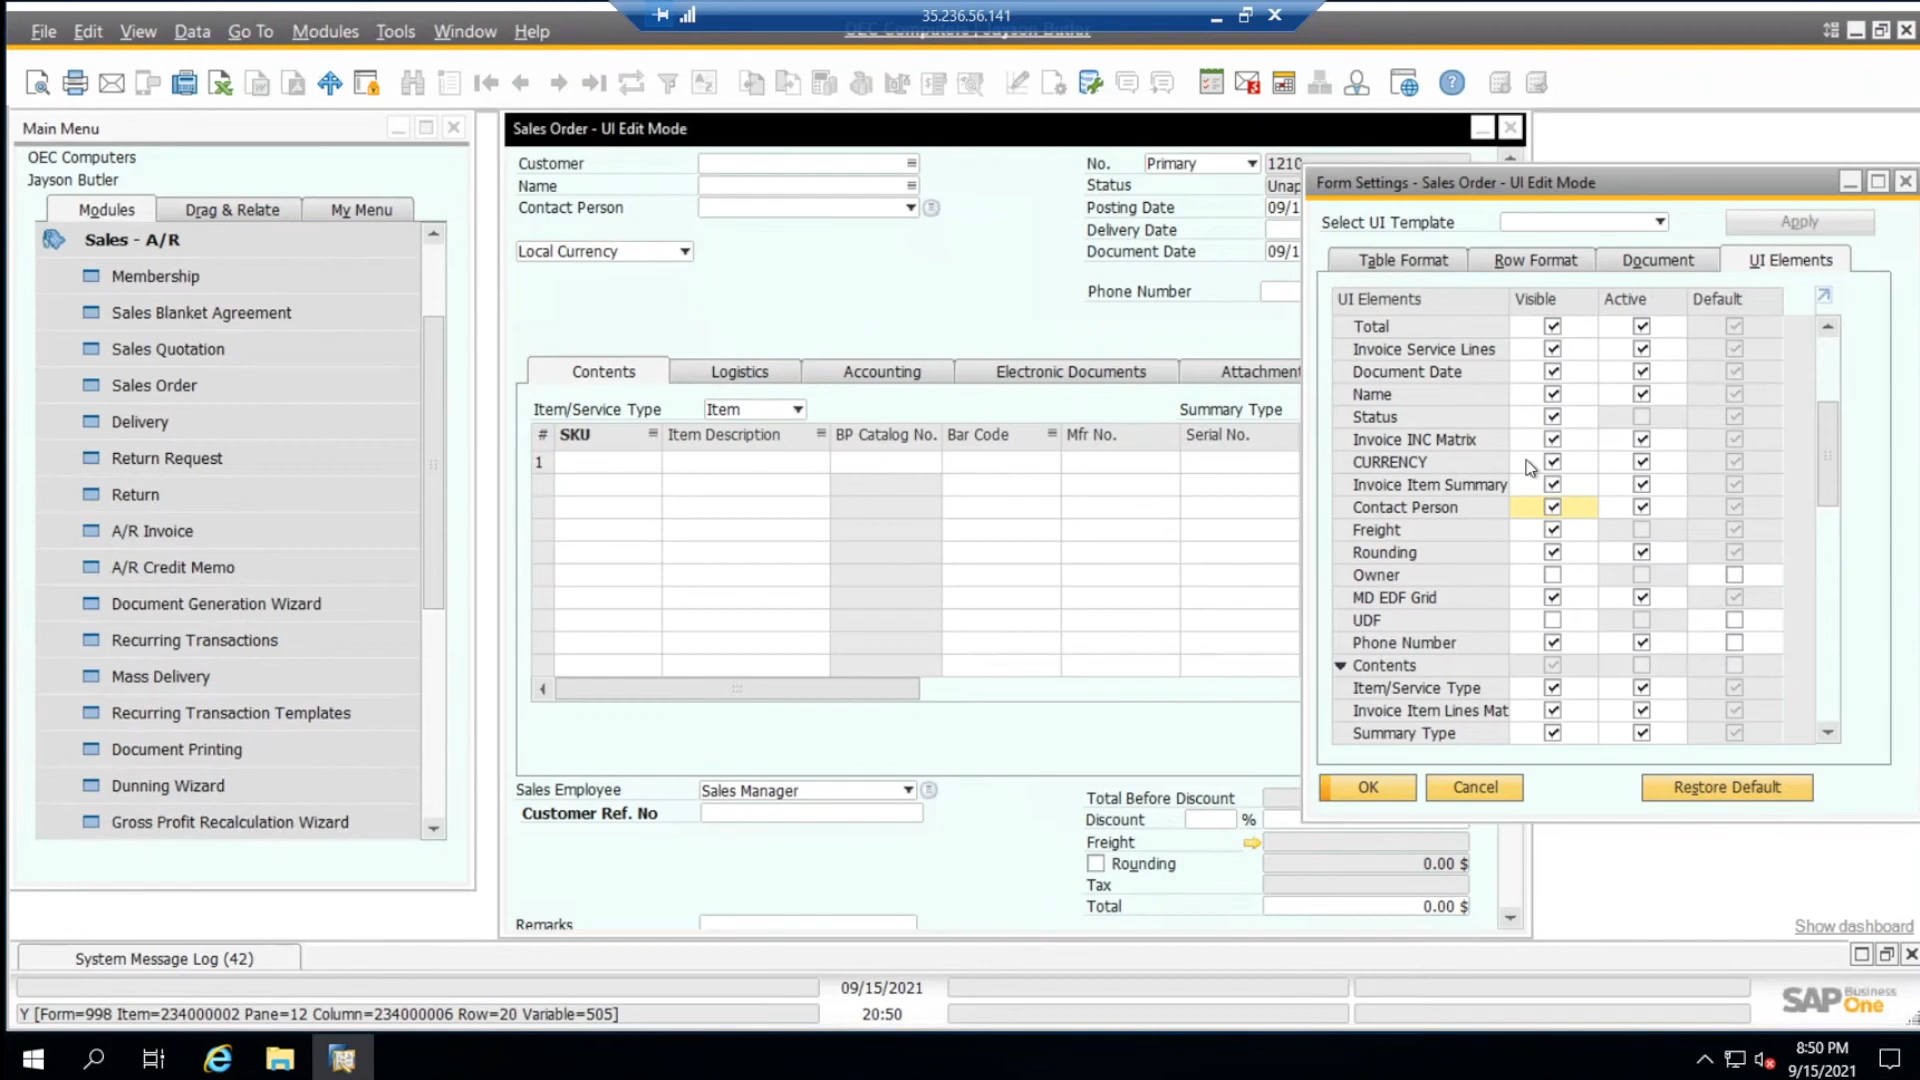 35.236.56.141
OEC Computers | Jayson Butler
File Edit View Data Go To Modules Tools Window Help
Main Menu
OEC Computers
Jayson Butler
Modules
Drag & Relate
My Menu
Sales - A/R
Membership
Sales Blanket Agreement
Sales Quotation
Sales Order
Delivery
Return Request
Return
A/R Invoice
A/R Credit Memo
Document Generation Wizard
Recurring Transactions
Mass Delivery
Recurring Transaction Templates
Document Printing
Dunning Wizard
Gross Profit Recalculation Wizard
Sales Order - UI Edit Mode
Customer
Name
Contact Person
Local Currency
No. Primary 1210
Status Unap
Posting Date 09/1
Delivery Date
Document Date 09/1
Phone Number
Contents
Logistics
Accounting
Electronic Documents
Attachment
Item/Service Type Item
Summary Type
# SKU Item Description BP Catalog No. Bar Code Mfr No. Serial No.
1
Sales Employee Sales Manager
Customer Ref. No
Remarks
Total Before Discount
Discount %
Freight
Rounding 0.00 $
Tax
Total 0.00 $
Form Settings - Sales Order - UI Edit Mode
Select UI Template
Apply
Table Format
Row Format
Document
UI Elements
UI Elements Visible Active Default
Total
Invoice Service Lines
Document Date
Name
Status
Invoice INC Matrix
CURRENCY
Invoice Item Summary
Contact Person
Freight
Rounding
Owner
MD EDF Grid
UDF
Phone Number
Contents
Item/Service Type
Invoice Item Lines Mat
Summary Type
OK
Cancel
Restore Default
Show dashboard
System Message Log (42)
09/15/2021
Y [Form=998 Item=234000002 Pane=12 Column=234000006 Row=20 Variable=505]
20:50
SAP Business One
8:50 PM
9/15/2021